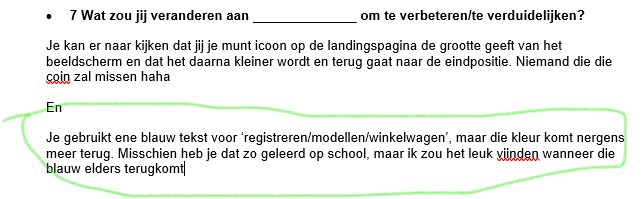 • 7 Wat zou jij veranderen aan ______________ om te verbeteren/te verduidelijken?
Je kan er naar kijken dat jij je munt icoon op de landingspagina de grootte geeft van het
beeldscherm en dat het daarna kleiner wordt en terug gaat naar de eindpositie. Niemand die die
coin zal missen haha
En
Je gebruikt ene blauw tekst voor ‘registreren/modellen/winkelwagen’, maar die kleur komt nergens
meer terug. Misschien heb je dat zo geleerd op school, maar ik zou het leuk viinden wanneer die
blauw elders terugkomt